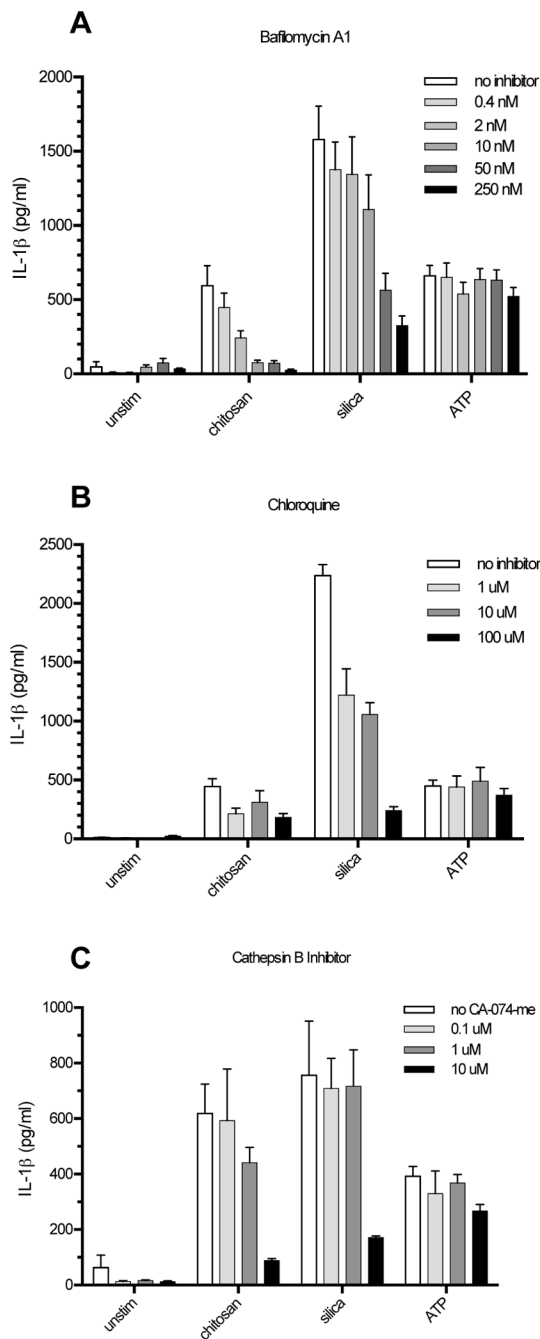 A
Bafilomycin A1
2000
1500
1000
500
0
IL-1β (pg/ml)
no inhibitor
0.4 nM
2 nM
10 nM
50 nM
250 nM
unstim
chitosan
silica
ATP
B
Chloroquine
2500
2000
1500
1000
500
0
IL-1β (pg/ml)
no inhibitor
1 uM
10 uM
100 uM
unstim
chitosan
silica
ATP
C
Cathepsin B Inhibitor
1000
800
600
400
200
0
IL-1β (pg/ml)
no CA-074-me
0.1 uM
1 uM
10 uM
unstim
chitosan
silica
ATP